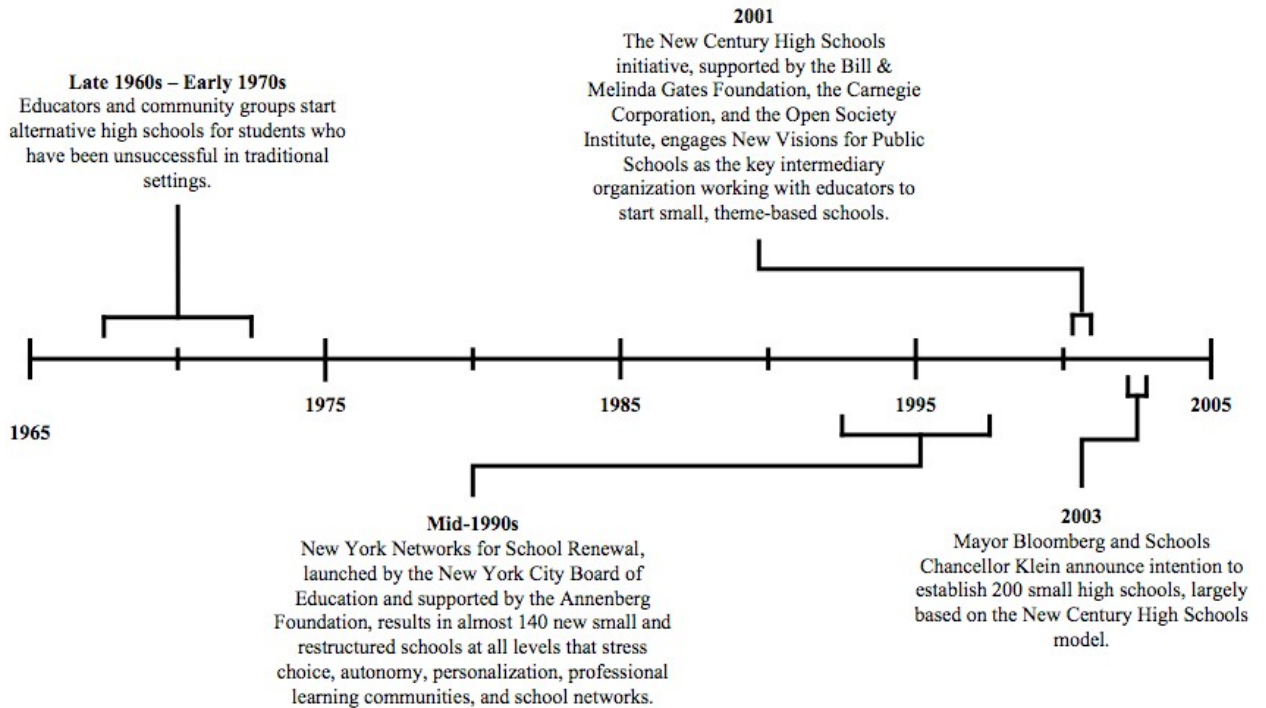 2001
The New Century High Schools
initiative, supported by the Bill &
Melinda Gates Foundation, the Carnegie
Corporation, and the Open Society
Institute, engages New Visions for Public
Schools as the key intermediary
organization working with educators to
start small, theme-based schools.
Late 1960s – Early 1970s
Educators and community groups start
alternative high schools for students who
have been unsuccessful in traditional
settings.
1965
1975
1985
1995
2005
Mid-1990s
New York Networks for School Renewal,
launched by the New York City Board of
Education and supported by the Annenberg
Foundation, results in almost 140 new small and
restructured schools at all levels that stress
choice, autonomy, personalization, professional
learning communities, and school networks.
2003
Mayor Bloomberg and Schools
Chancellor Klein announce intention to
establish 200 small high schools, largely
based on the New Century High Schools
model.